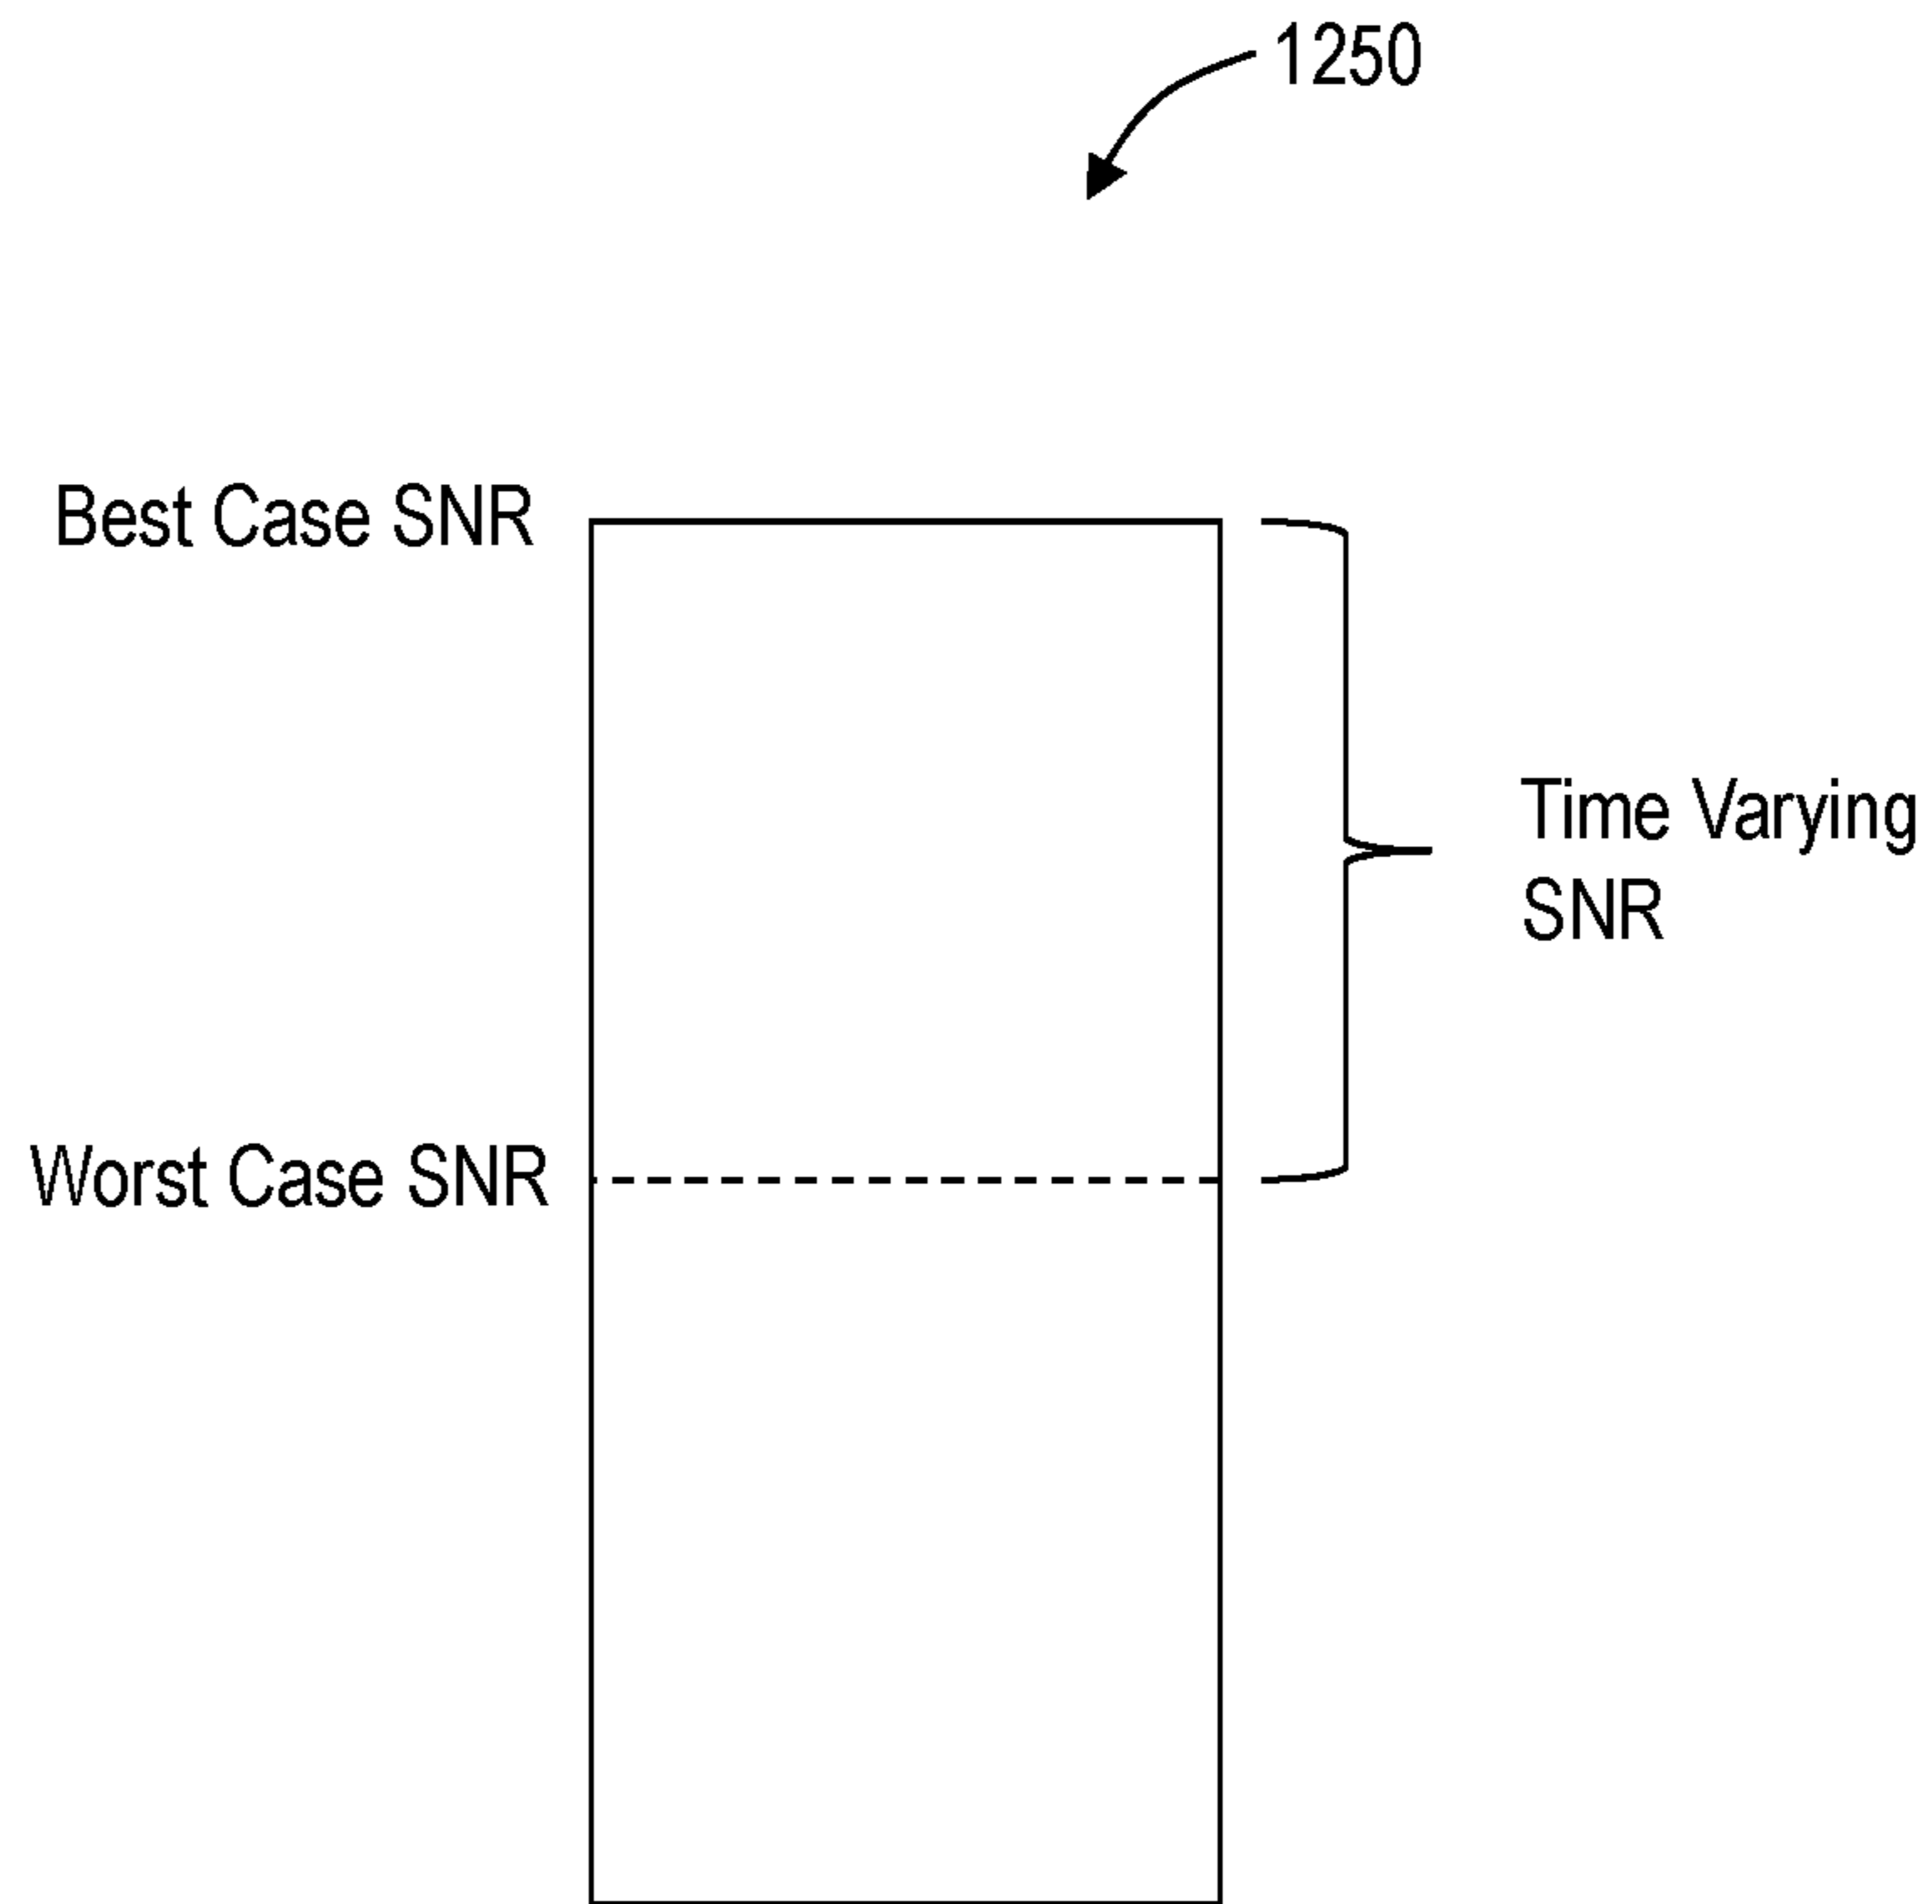 1250
Best Case SNR
Time Varying
SNR
Worst Case SNR